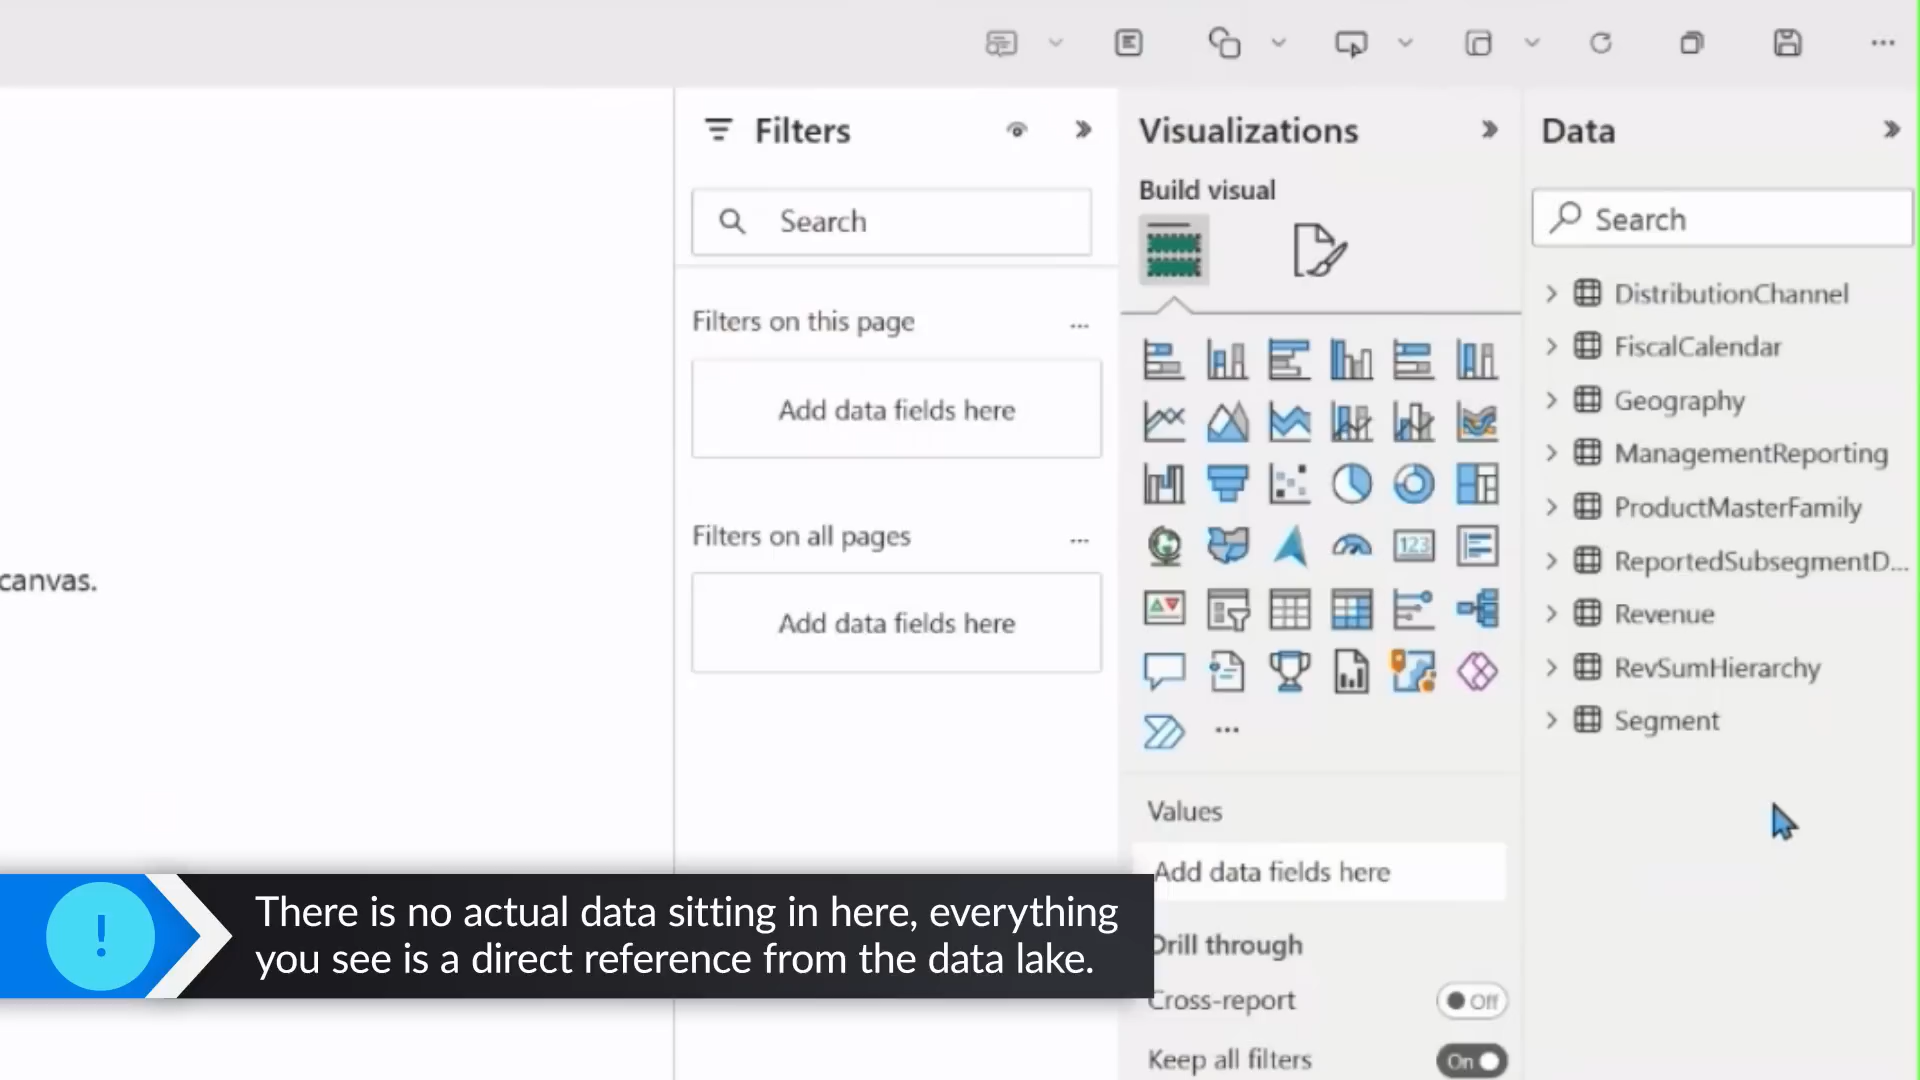 Filters
Search
Filters on this page
...
Add data fields here
Filters on all pages
...
Add data fields here
canvas.
Visualizations
Build visual
123
...
Values
Add data fields here
Drill through
Cross-report
Off
Keep all filters
On
Data
Search
DistributionChannel
FiscalCalendar
Geography
ManagementReporting
ProductMasterFamily
ReportedSubsegmentD...
Revenue
RevSumHierarchy
Segment
!
There is no actual data sitting in here, everything
you see is a direct reference from the data lake.